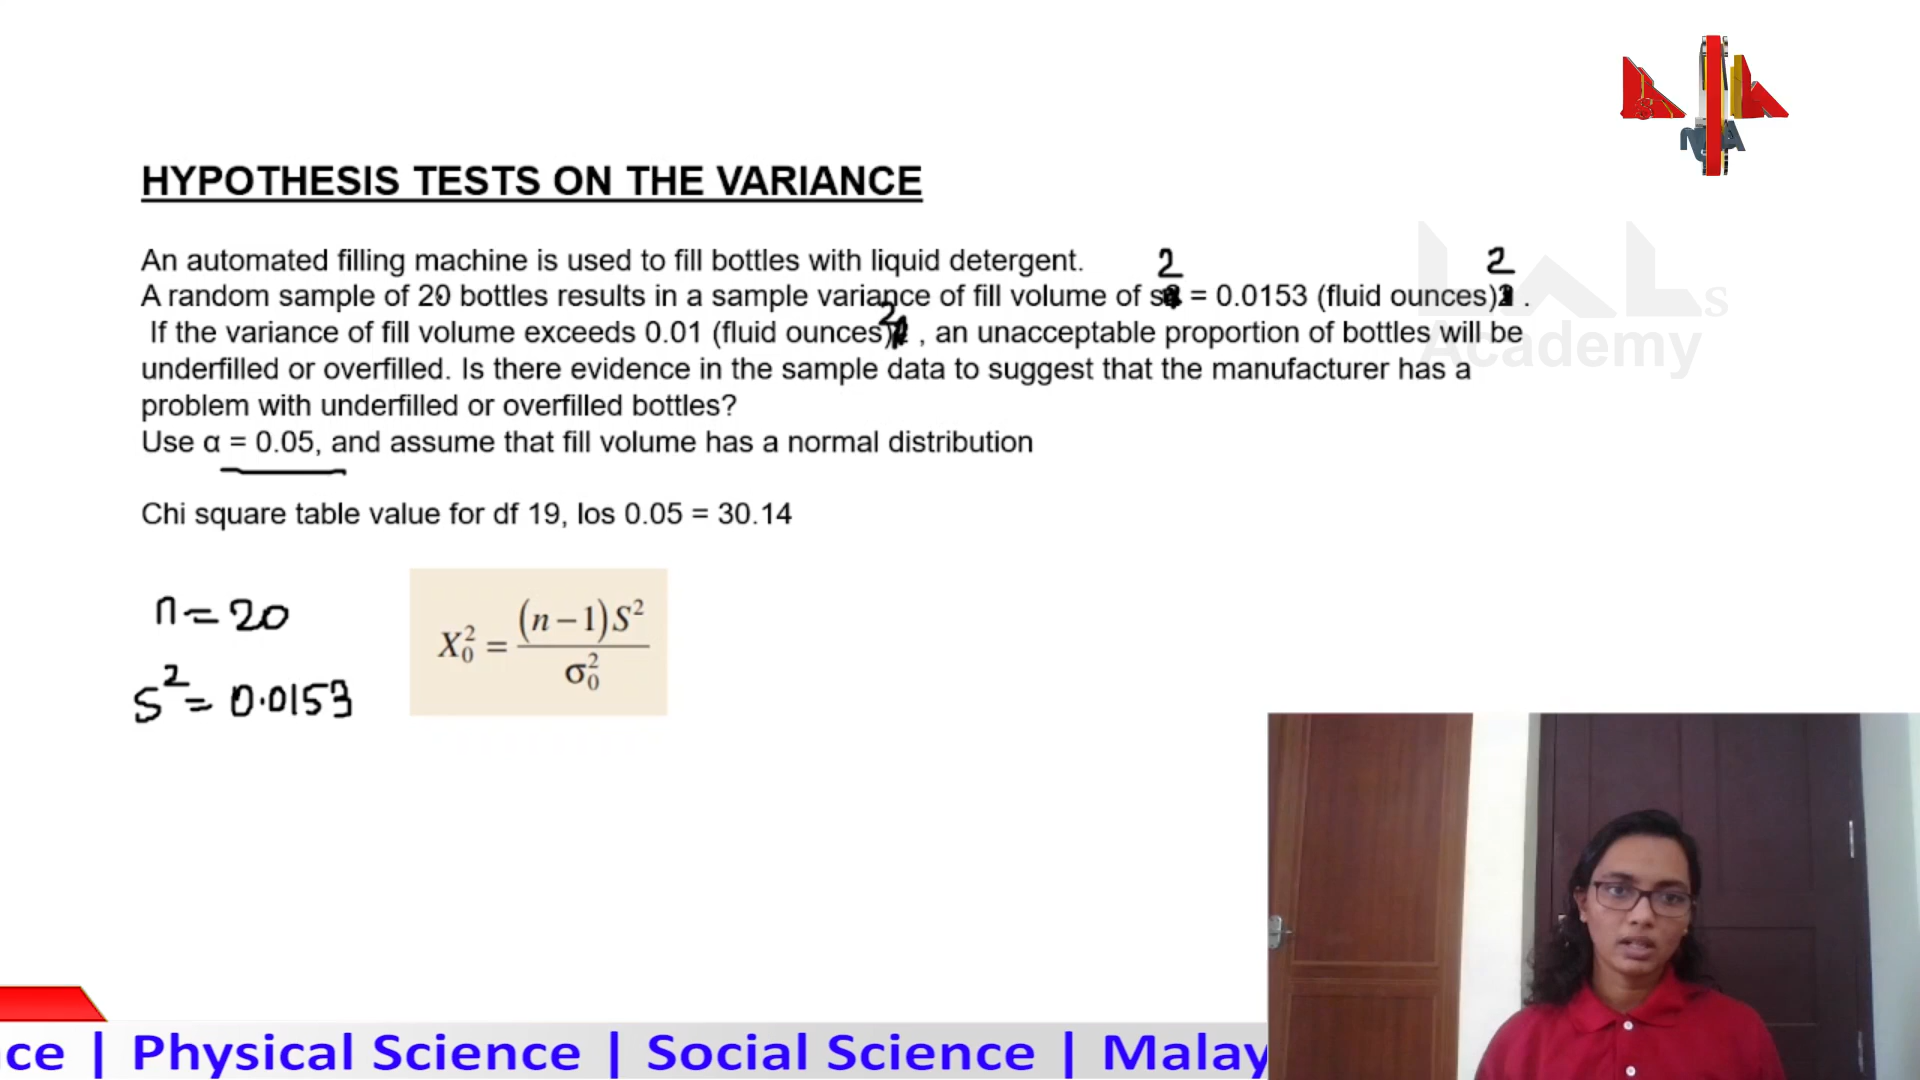 HYPOTHESIS TESTS ON THE VARIANCE
An automated filling machine is used to fill bottles with liquid detergent.
2 2
A random sample of 20 bottles results in a sample variance of fill volume of s = 0.0153 (fluid ounces) .
2
If the variance of fill volume exceeds 0.01 (fluid ounces) , an unacceptable proportion of bottles will be
underfilled or overfilled. Is there evidence in the sample data to suggest that the manufacturer has a
problem with underfilled or overfilled bottles?
Use α = 0.05, and assume that fill volume has a normal distribution
Chi square table value for df 19, los 0.05 = 30.14
n = 20
S² = 0.0153
X₀² = (n − 1)S² / σ₀²
LALs
Academy
ce | Physical Science | Social Science | Malay